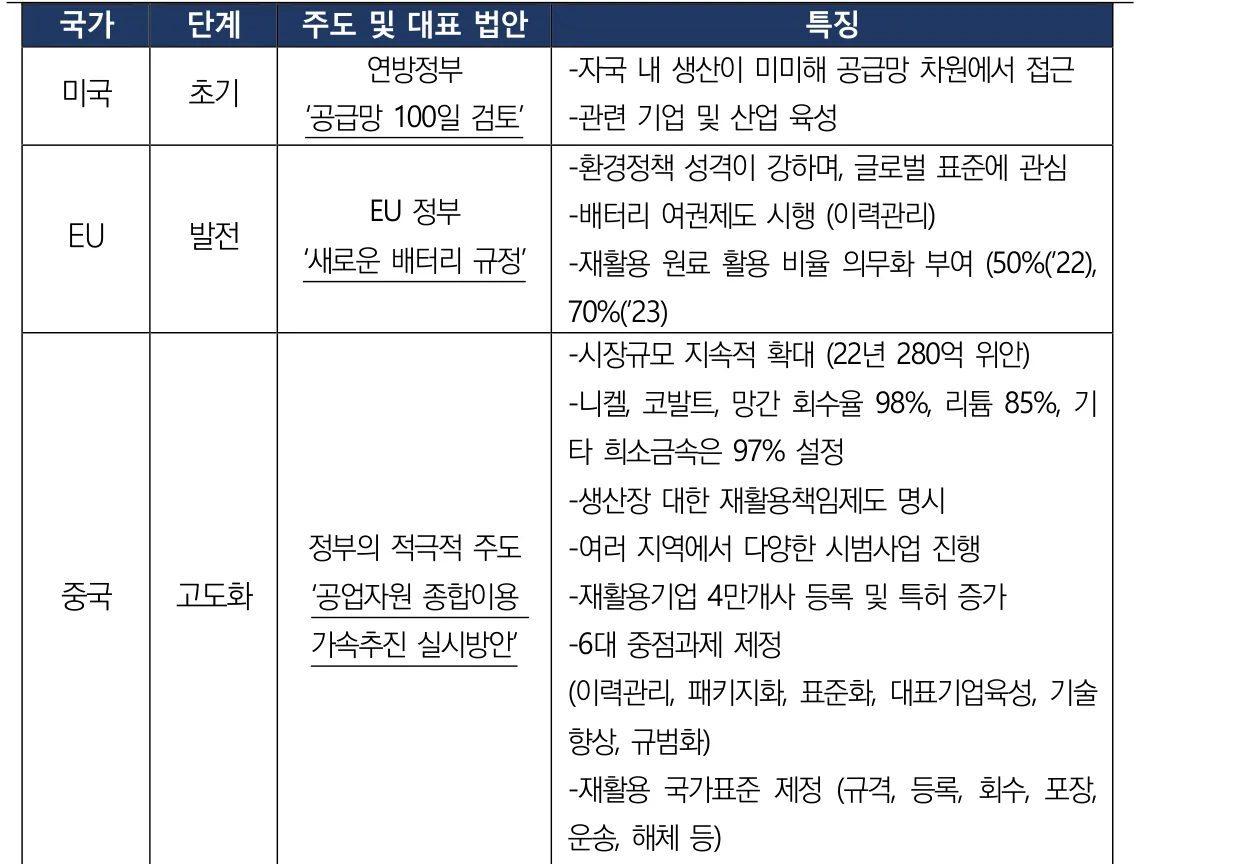 국가 단계 주도 및 대표 법안 특징
미국 초기
연방정부
‘공급망 100일 검토’
-자국 내 생산이 미미해 공급망 차원에서 접근
-관련 기업 및 산업 육성
EU 발전
EU 정부
‘새로운 배터리 규정’
-환경정책 성격이 강하며, 글로벌 표준에 관심
-배터리 여권제도 시행 (이력관리)
-재활용 원료 활용 비율 의무화 부여 (50%(’22),
70%(’23)
중국 고도화
정부의 적극적 주도
‘공업자원 종합이용
가속추진 실시방안’
-시장규모 지속적 확대 (22년 280억 위안)
-니켈, 코발트, 망간 회수율 98%, 리튬 85%, 기
타 희소금속은 97% 설정
-생산장 대한 재활용책임제도 명시
-여러 지역에서 다양한 시범사업 진행
-재활용기업 4만개사 등록 및 특허 증가
-6대 중점과제 제정
(이력관리, 패키지화, 표준화, 대표기업육성, 기술
향상, 규범화)
-재활용 국가표준 제정 (규격, 등록, 회수, 포장,
운송, 해체 등)